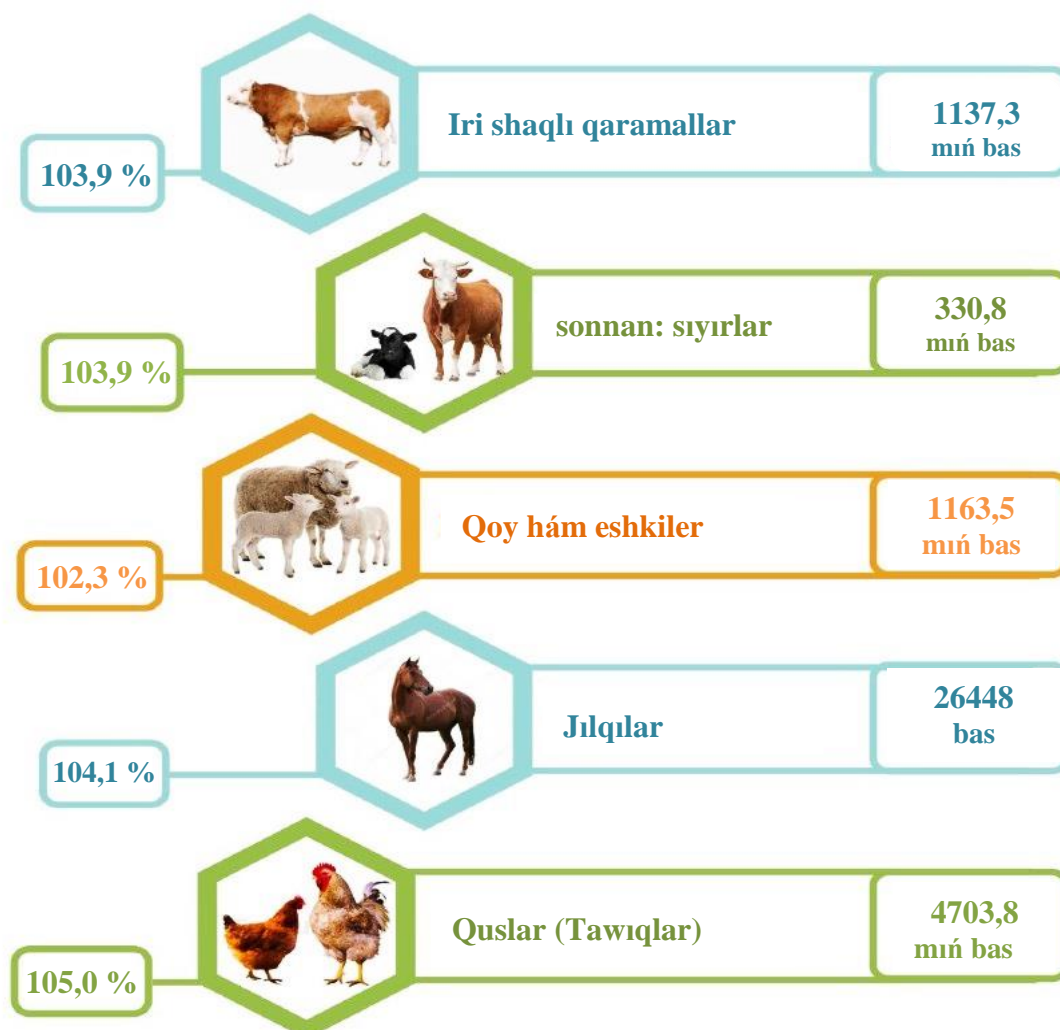 Iri shaqlı qaramallar
1137,3
mıń bas
103,9 %
sonnan: sıyırlar
330,8
mıń bas
103,9 %
Qoy hám eshkiler
1163,5
mıń bas
102,3 %
Jılqılar
26448
bas
104,1 %
Quslar (Tawıqlar)
4703,8
mıń bas
105,0 %